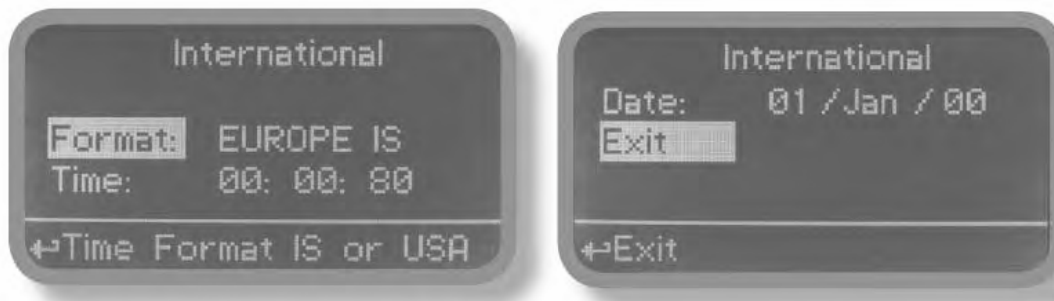 International
Format: EUROPE IS
Time: 00: 00: 80
↵Time Format IS or USA
International
Date: 01 /Jan / 00
Exit
↵Exit